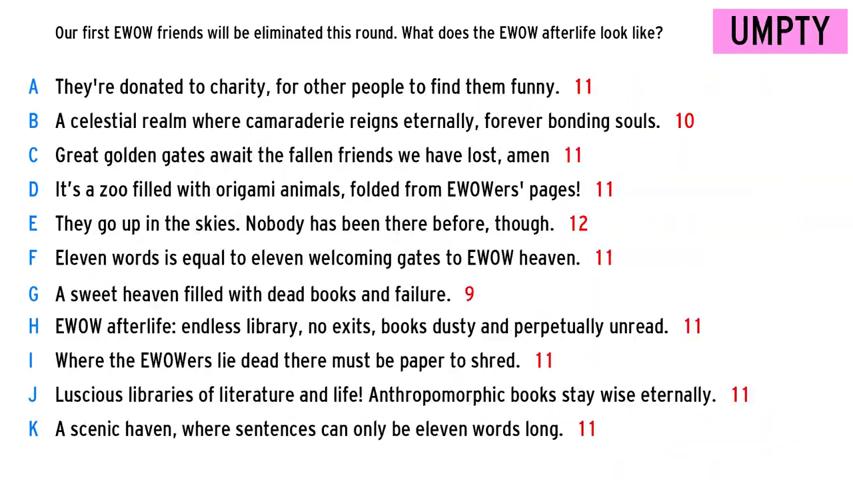 Our first EWOW friends will be eliminated this round. What does the EWOW afterlife look like?
UMPTY
A They're donated to charity, for other people to find them funny. 11
B A celestial realm where camaraderie reigns eternally, forever bonding souls. 10
C Great golden gates await the fallen friends we have lost, amen 11
D It’s a zoo filled with origami animals, folded from EWOWers' pages! 11
E They go up in the skies. Nobody has been there before, though. 12
F Eleven words is equal to eleven welcoming gates to EWOW heaven. 11
G A sweet heaven filled with dead books and failure. 9
H EWOW afterlife: endless library, no exits, books dusty and perpetually unread. 11
I Where the EWOWers lie dead there must be paper to shred. 11
J Luscious libraries of literature and life! Anthropomorphic books stay wise eternally. 11
K A scenic haven, where sentences can only be eleven words long. 11